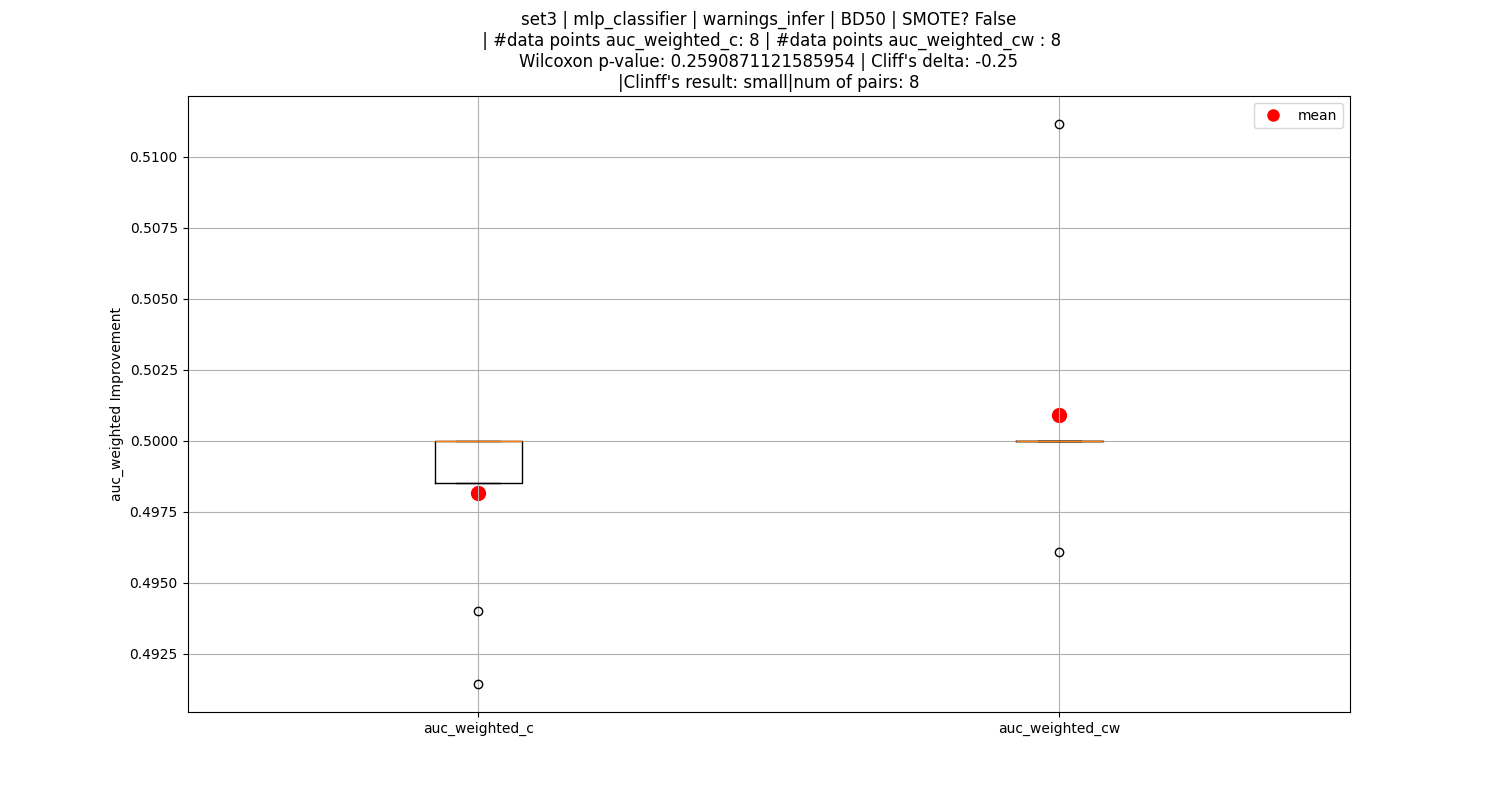 set3 | mlp_classifier | warnings_infer | BD50 | SMOTE? False
| #data points auc_weighted_c: 8 | #data points auc_weighted_cw : 8
Wilcoxon p-value: 0.2590871121585954 | Cliff's delta: -0.25
|Clinff's result: small|num of pairs: 8
mean
auc_weighted Improvement
0.5100
0.5075
0.5050
0.5025
0.5000
0.4975
0.4950
0.4925
auc_weighted_c
auc_weighted_cw